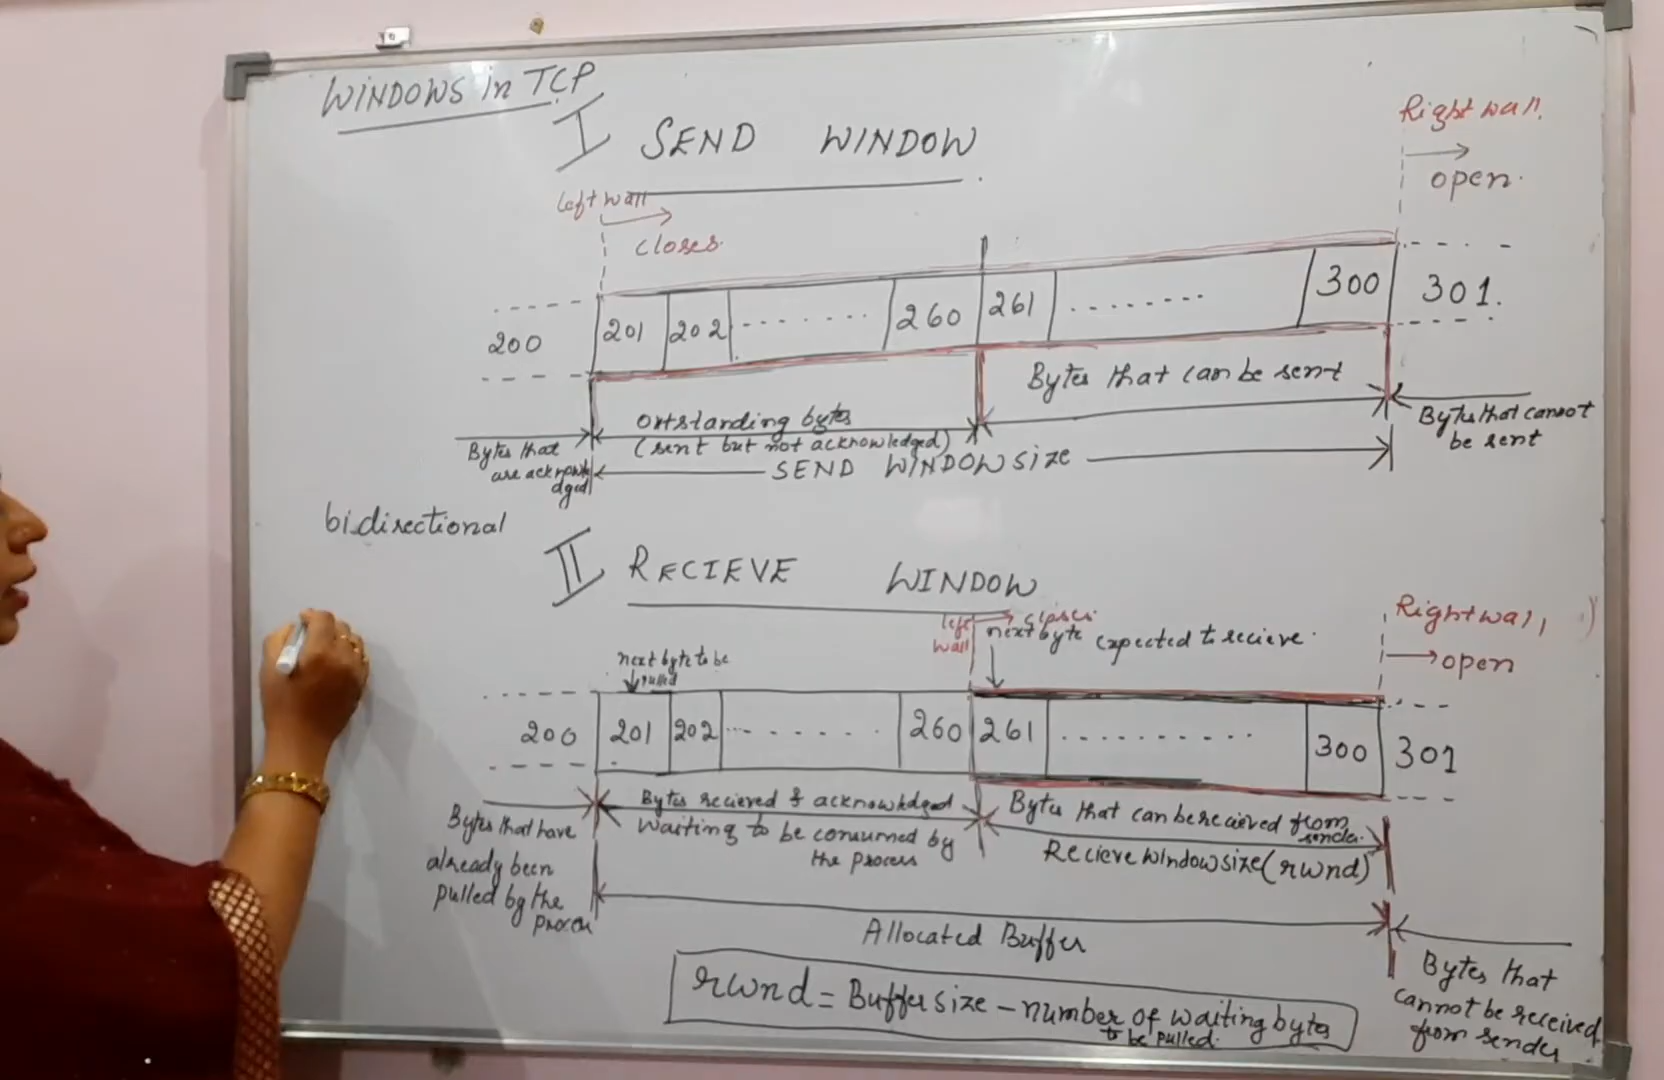 WINDOWS in TCP
I SEND WINDOW
Right wall
open.
left wall
closes.
200 201 202 ........ 260 261 ........ 300 301.
Bytes that can be sent
Outstanding bytes
(sent but not acknowledged)
Bytes that cannot
be sent
Bytes that
are acknowle
dged
SEND WINDOW size
bidirectional
II RECIEVE WINDOW
left
wall
closes.
next byte expected to recieve.
Right wall
open
next byte to be
pulled
200 201 202 ........ 260 261 .......... 300 301
Bytes recieved & acknowledged
Waiting to be consumed by
the process
Bytes that can be recieved from
sender.
Recieve window size (rwnd)
Bytes that have
already been
pulled by the
process
Allocated Buffer
Bytes that
cannot be received
from sender
rwnd = Buffer size - number of waiting bytes
to be pulled.